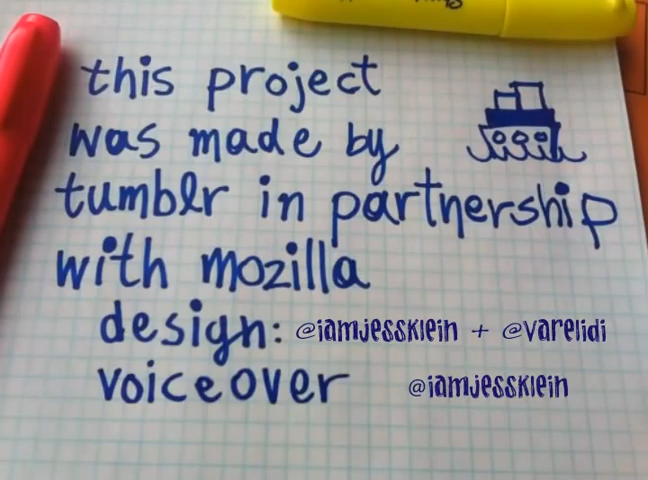 this project
was made by
tumblr in partnership
with mozilla
design: @iamjessklein + @varelidi
voiceover @iamjessklein